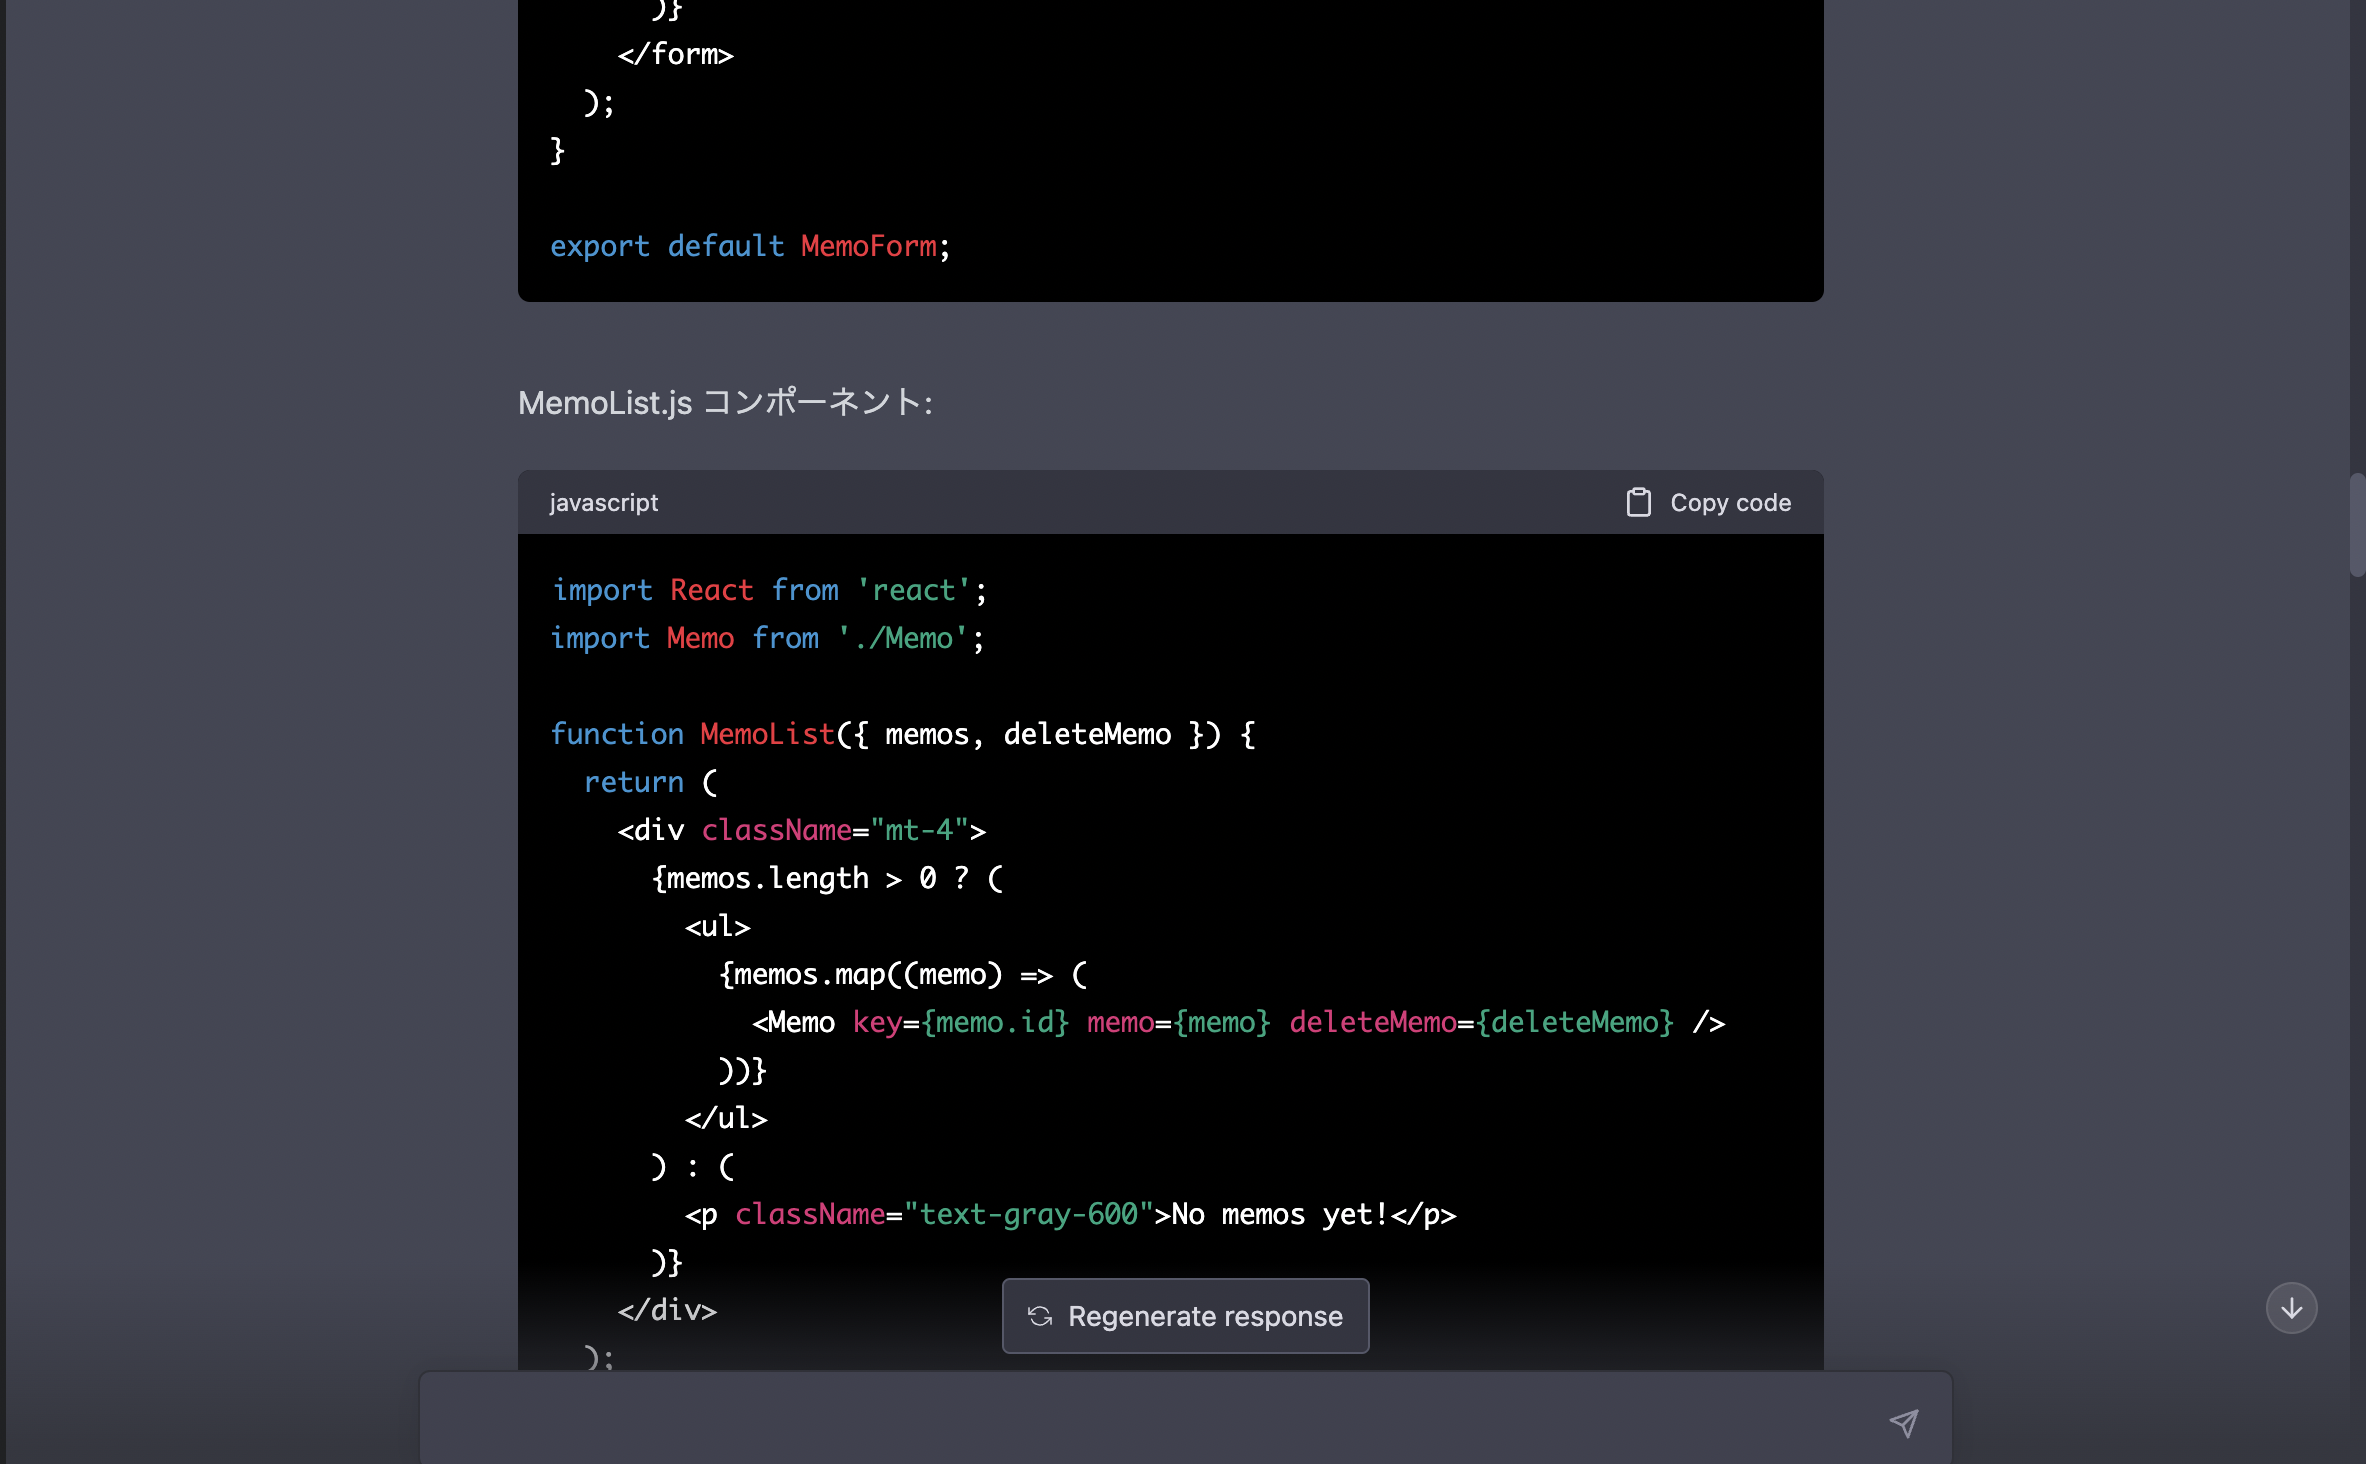 )}
    </form>
  );
}

export default MemoForm;

MemoList.js コンポーネント:
javascript
Copy code
import React from 'react';
import Memo from './Memo';

function MemoList({ memos, deleteMemo }) {
  return (
    <div className="mt-4">
      {memos.length > 0 ? (
        <ul>
          {memos.map((memo) => (
            <Memo key={memo.id} memo={memo} deleteMemo={deleteMemo} />
          ))}
        </ul>
      ) : (
        <p className="text-gray-600">No memos yet!</p>
      )}
    </div>
  );
Regenerate response